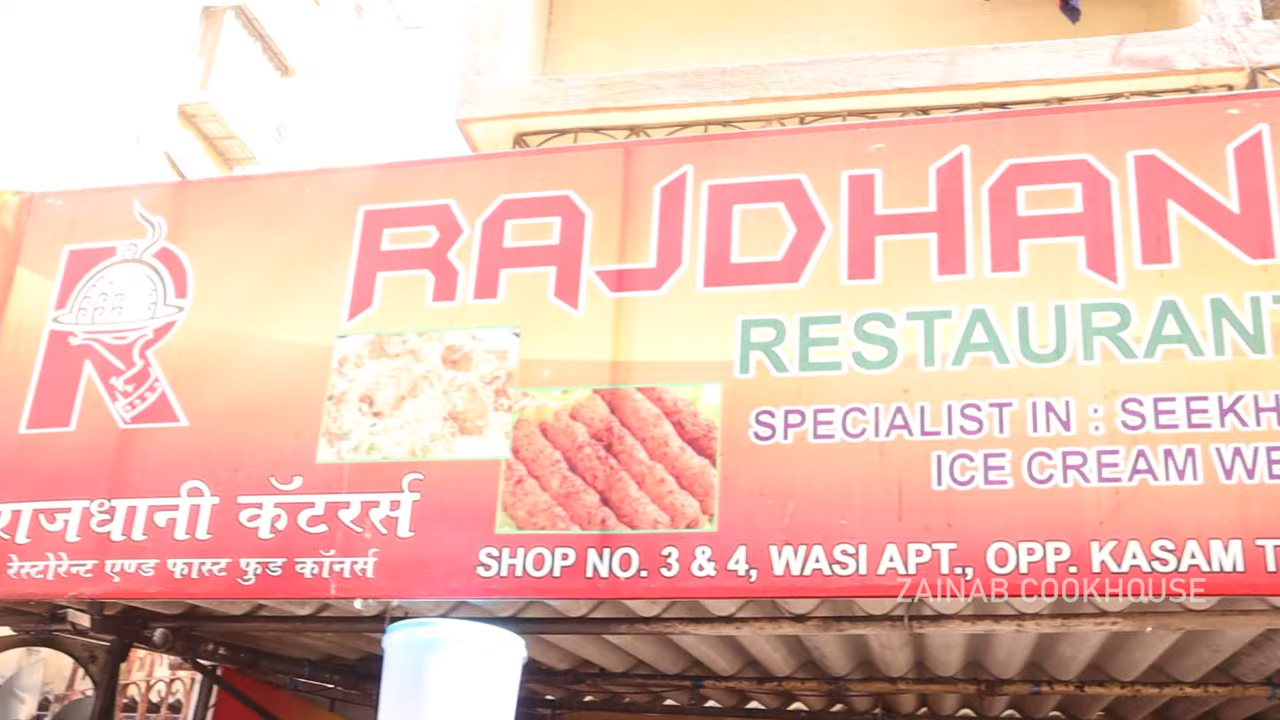 R
RAJDHAN
RESTAURANT
SPECIALIST IN : SEEKH
ICE CREAM WE
राजधानी कॅटरर्स
रेस्टोरेन्ट एण्ड फास्ट फुड कॉनर्स
SHOP NO. 3 & 4, WASI APT., OPP. KASAM T
ZAINAB COOKHOUSE